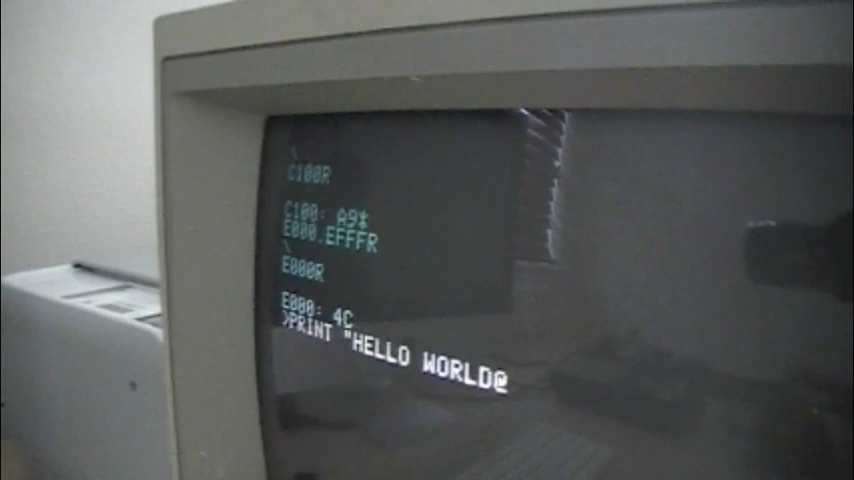 \
C100R
C100: A9*
E000.EFFFR
\
E000R
E000: 4C
>PRINT "HELLO WORLD@